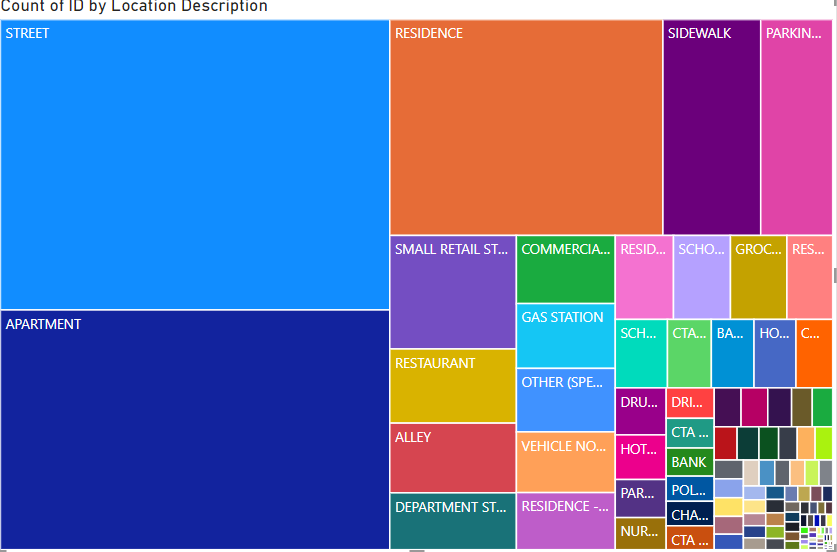 Count of ID by Location Description
STREET
RESIDENCE
SIDEWALK
PARKIN...
SMALL RETAIL ST...
COMMERCIA...
RESID...
SCHO...
GROC...
RES...
GAS STATION
APARTMENT
SCH...
CTA...
BA...
HO...
C...
RESTAURANT
OTHER (SPE...
DRU...
DRI...
CTA ...
ALLEY
VEHICLE NO...
HOT...
BANK
PAR...
POL...
DEPARTMENT ST...
RESIDENCE -...
CHA...
NUR...
CTA ...